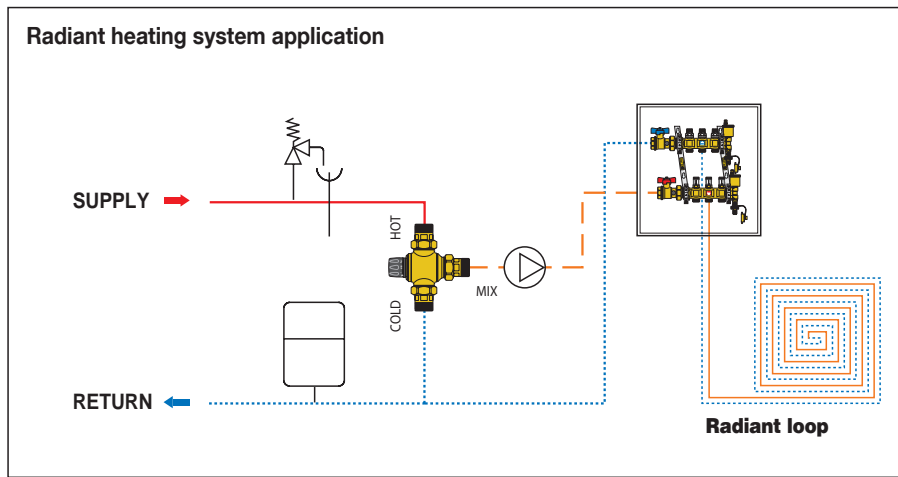 Radiant heating system application
SUPPLY
HOT
MIX
COLD
RETURN
Radiant loop